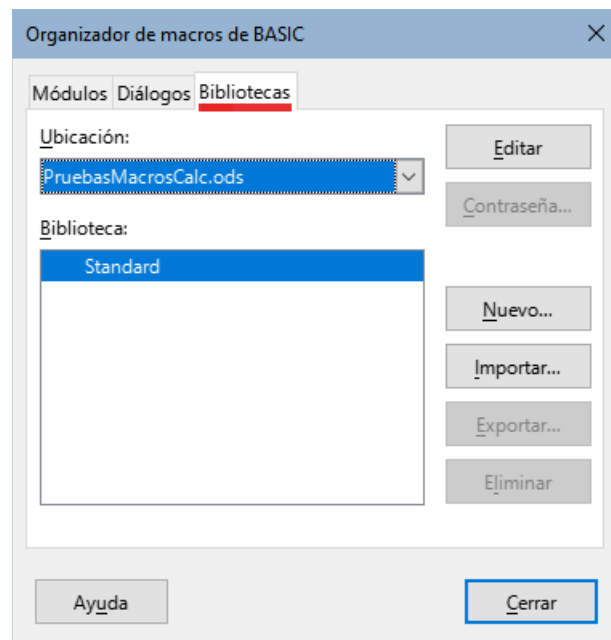 Organizador de macros de BASIC
Módulos Diálogos Bibliotecas
Ubicación:
PruebasMacrosCalc.ods
Editar
Contraseña...
Biblioteca:
Standard
Nuevo...
Importar...
Exportar...
Eliminar
Ayuda
Cerrar